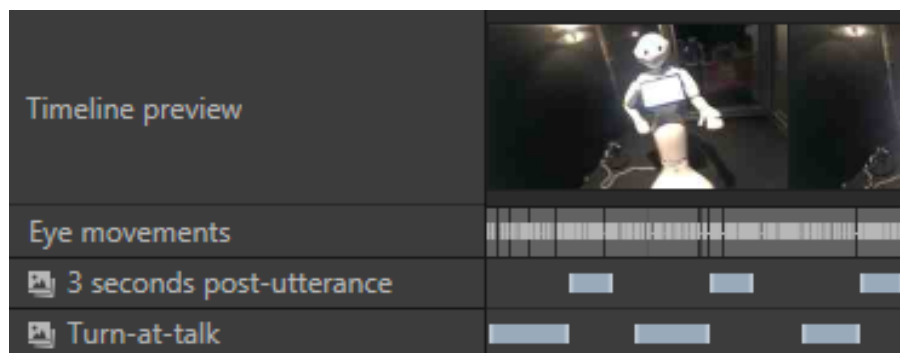 Timeline preview
Eye movements
3 seconds post-utterance
Turn-at-talk